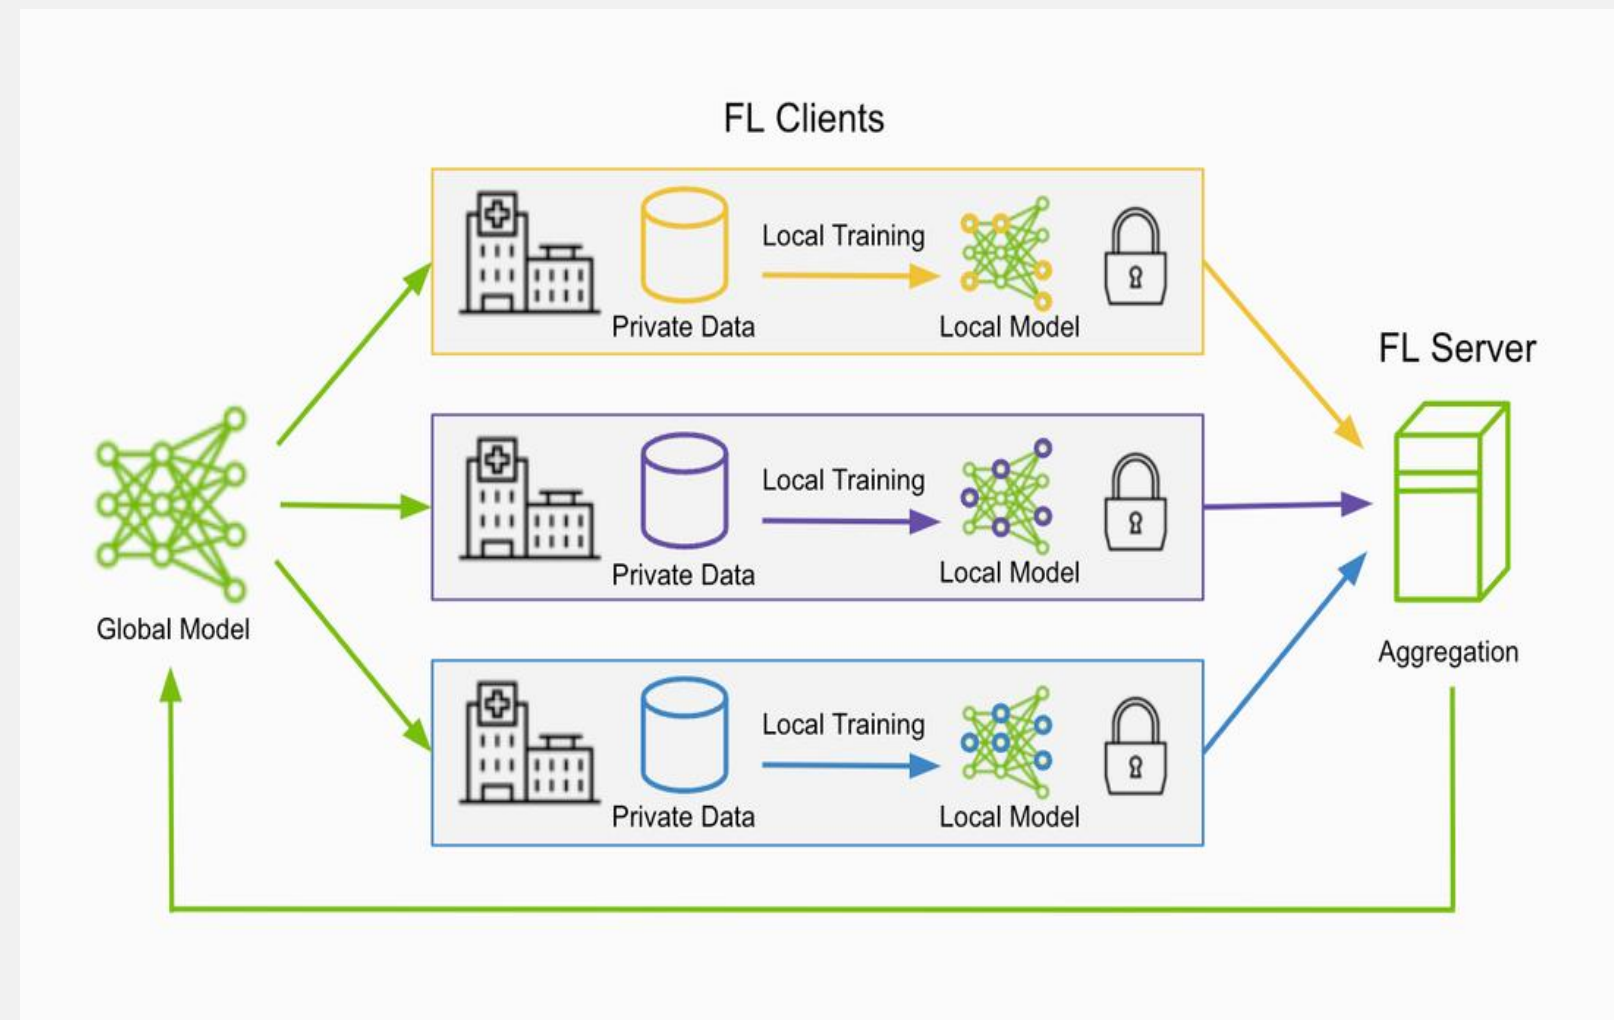 FL Clients
Local Training
Private Data
Local Model
FL Server
Local Training
Private Data
Local Model
Global Model
Aggregation
Local Training
Private Data
Local Model